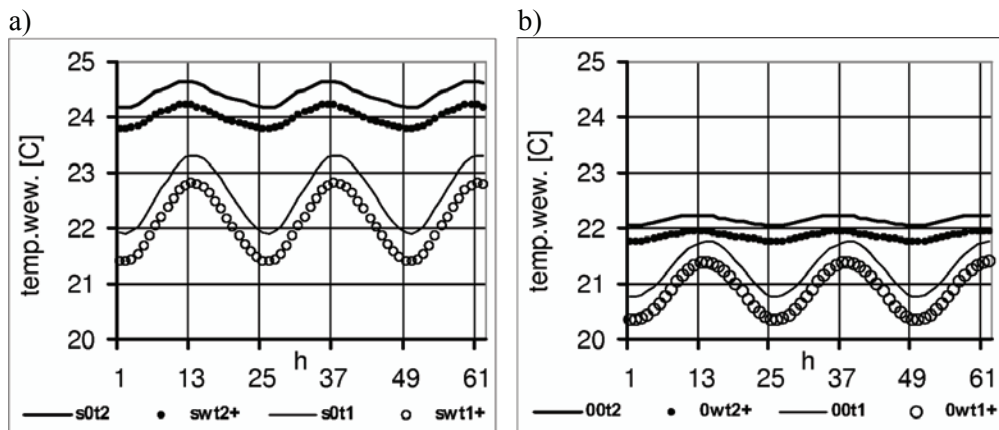 a)
temp.wew. [C]
25
24
23
22
21
20
h
1 13 25 37 49 61
s0t2 swt2+ s0t1 swt1+
b)
temp.wew. [C]
25
24
23
22
21
20
h
1 13 25 37 49 61
00t2 0wt2+ 00t1 0wt1+